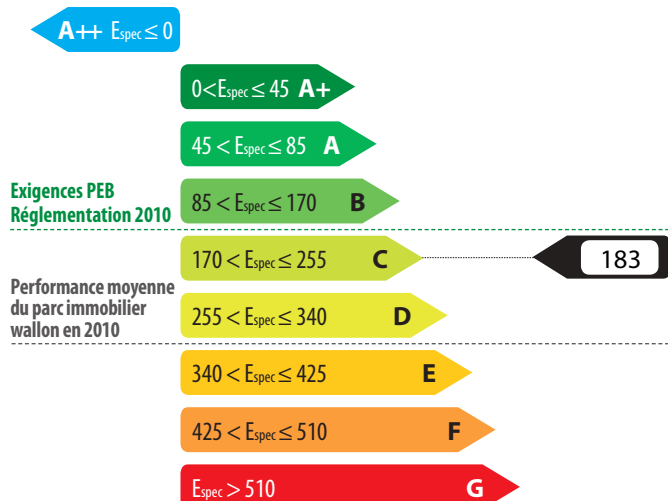 A++ Espec ≤ 0
0<Espec ≤ 45 A+
45 < Espec ≤ 85 A
Exigences PEB
Réglementation 2010
85 < Espec ≤ 170 B
170 < Espec ≤ 255 C
183
Performance moyenne
du parc immobilier
wallon en 2010
255 < Espec ≤ 340 D
340 < Espec ≤ 425 E
425 < Espec ≤ 510 F
Espec > 510 G